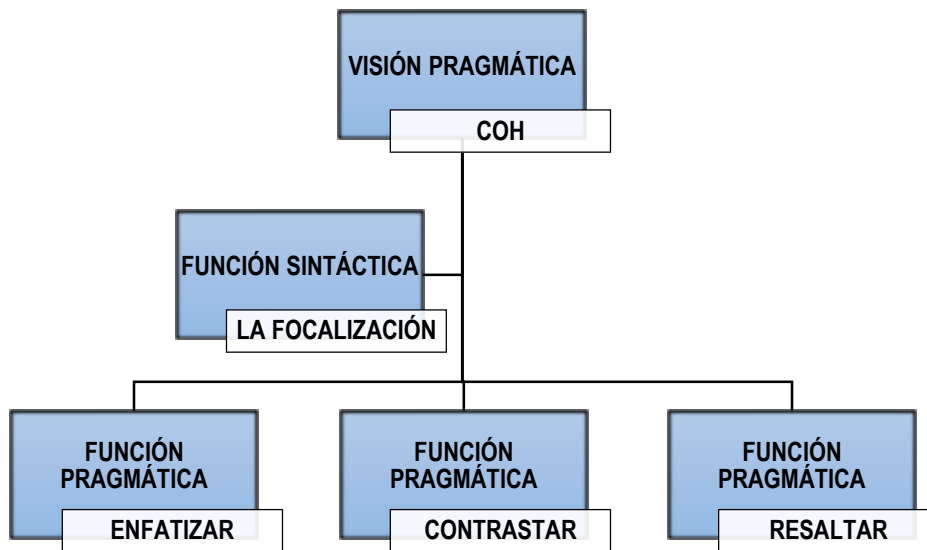 VISIÓN PRAGMÁTICA
COH
FUNCIÓN SINTÁCTICA
LA FOCALIZACIÓN
FUNCIÓN
PRAGMÁTICA
ENFATIZAR
FUNCIÓN
PRAGMÁTICA
CONTRASTAR
FUNCIÓN
PRAGMÁTICA
RESALTAR